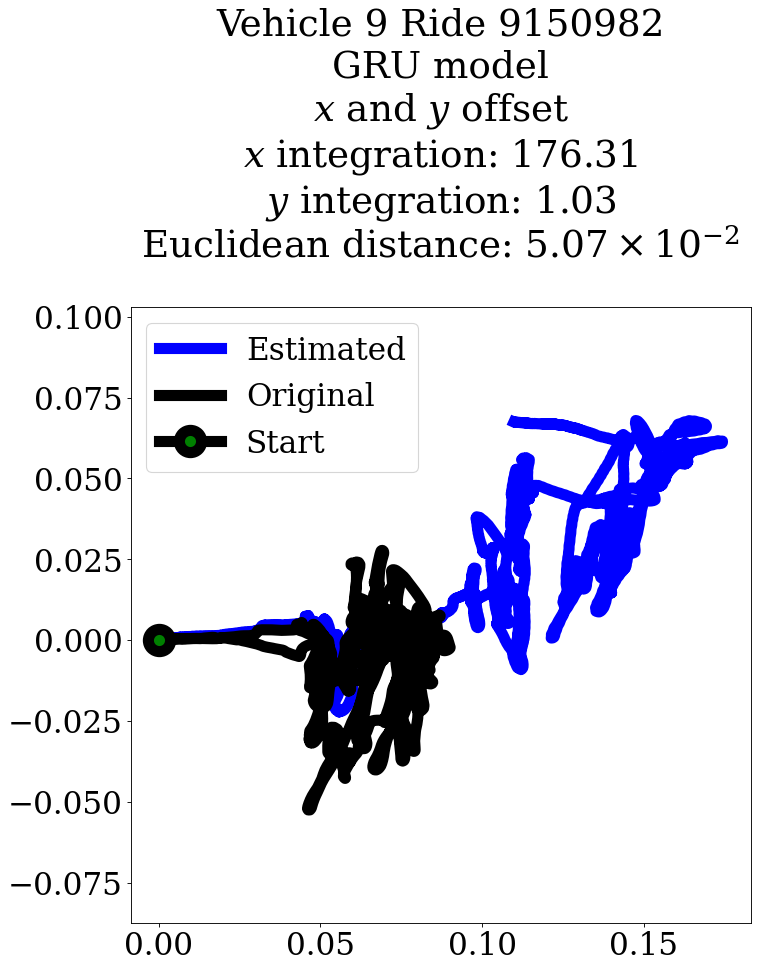 Vehicle 9 Ride 9150982
GRU model
x and y offset
x integration: 176.31
y integration: 1.03
Euclidean distance: 5.07 × 10⁻²
0.100
0.075
0.050
0.025
0.000
−0.025
−0.050
−0.075
Estimated
Original
Start
0.00 0.05 0.10 0.15